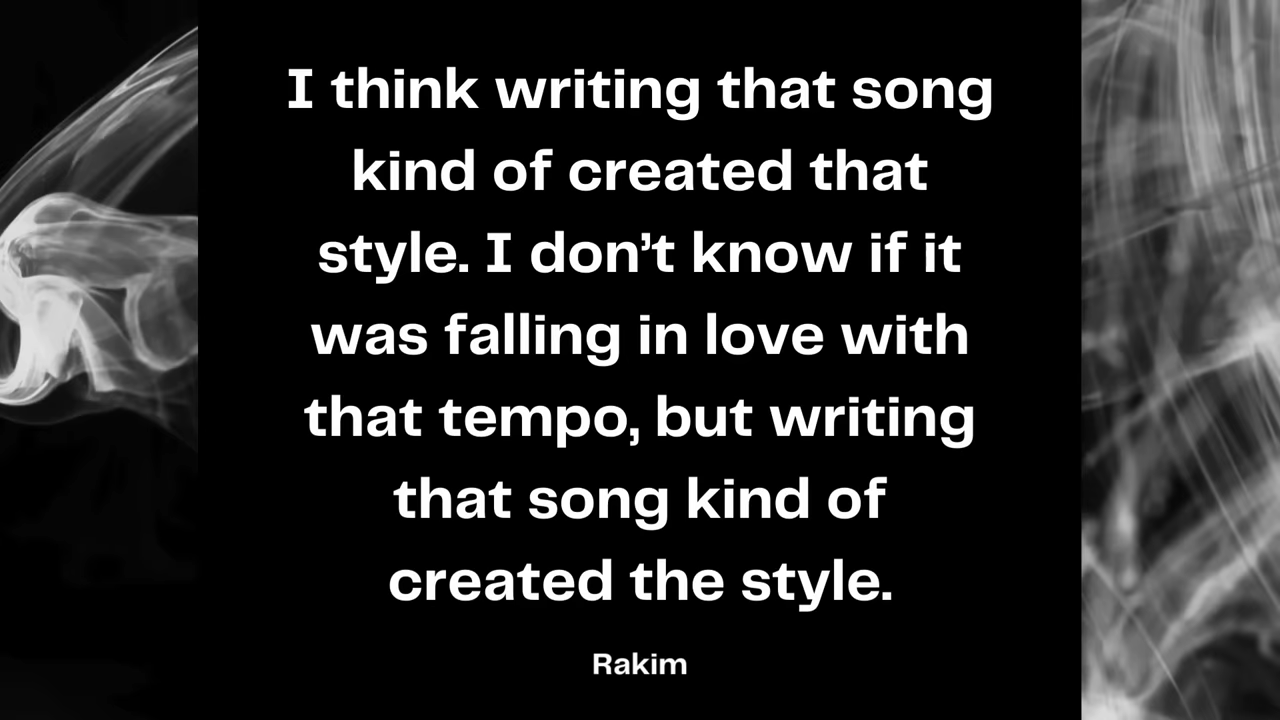 I think writing that song
kind of created that
style. I don’t know if it
was falling in love with
that tempo, but writing
that song kind of
created the style.
Rakim